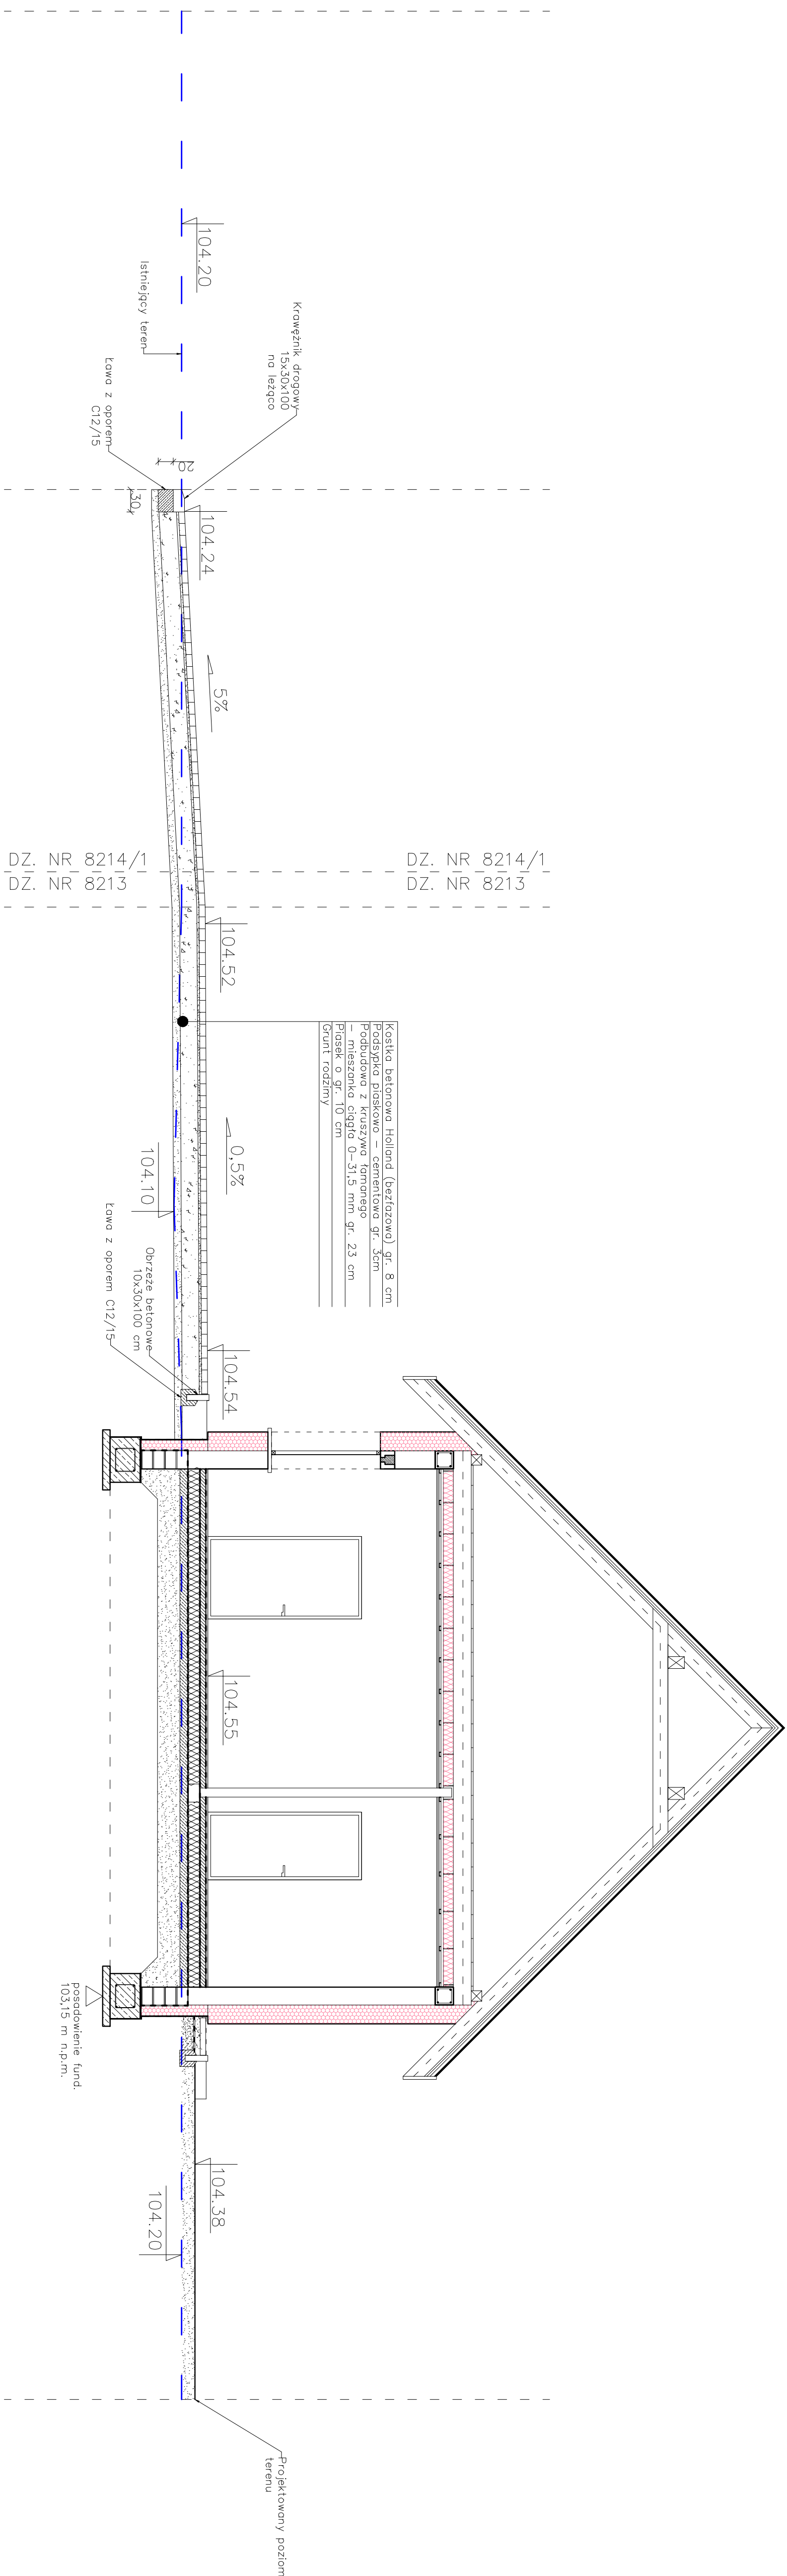 104.20
Istniejący teren
Krawężnik drogowy
15x30x100
na leżąco
Ława z oporem
C12/15
20
30
104.24
5%
DZ. NR 8214/1
DZ. NR 8213
DZ. NR 8214/1
DZ. NR 8213
104.52
Kostka betonowa Holland (bezfazowa) gr. 8 cm
Podsypka piaskowo - cementowa gr. 3cm
Podbudowa z kruszywa łamanego
- mieszanka ciągła 0-31,5 mm gr. 23 cm
Piasek o gr. 10 cm
Grunt rodzimy
0,5%
104.10
Obrzeże betonowe
10x30x100 cm
Ława z oporem C12/15
104.54
104.55
posadowienie fund.
103,15 m n.p.m.
104.38
104.20
Projektowany poziom
terenu